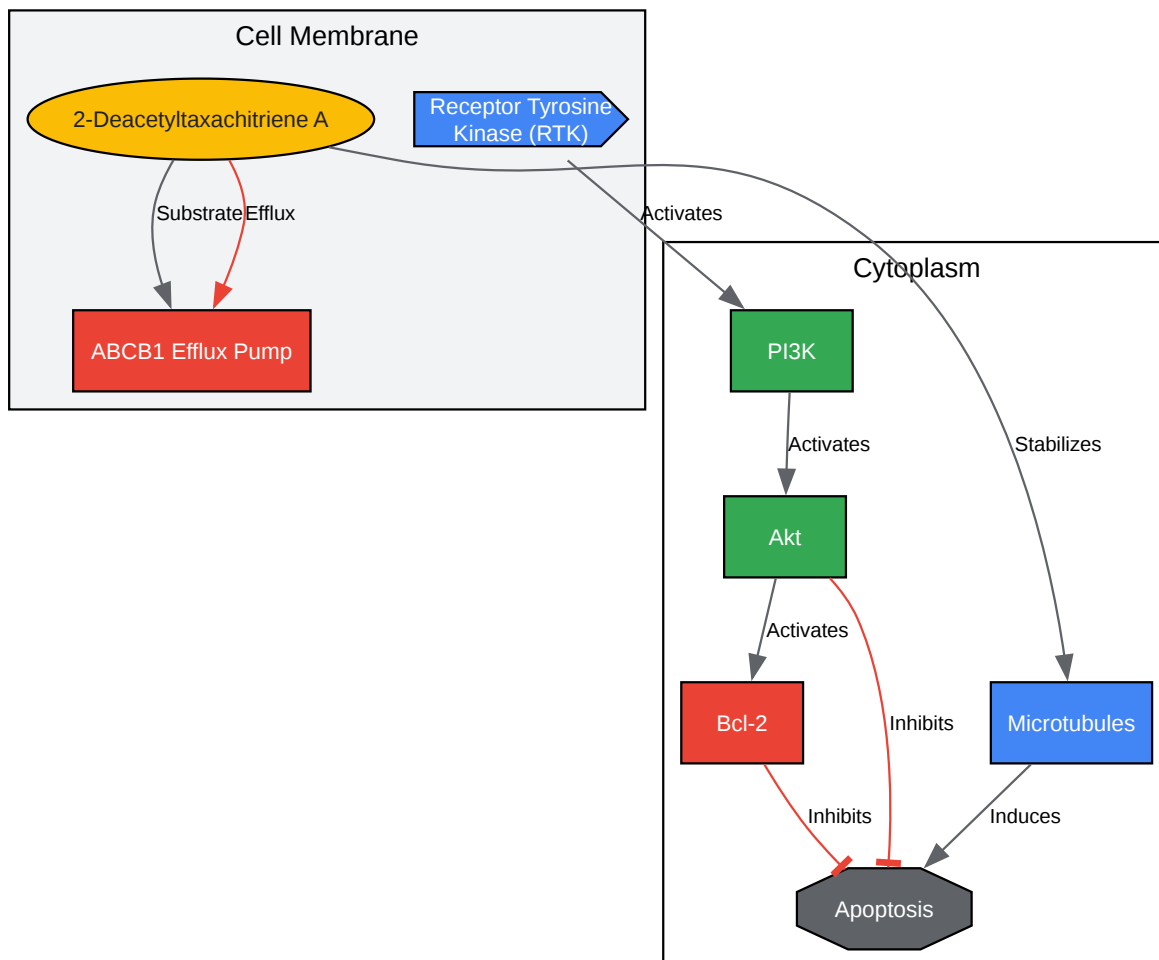 Cell Membrane
2-Deacetyltaxachitriene A
Receptor Tyrosine
Kinase (RTK)
Substrate
Efflux
Activates
ABCB1 Efflux Pump
Cytoplasm
PI3K
Activates
Stabilizes
Akt
Activates
Bcl-2
Inhibits
Microtubules
Inhibits
Induces
Apoptosis